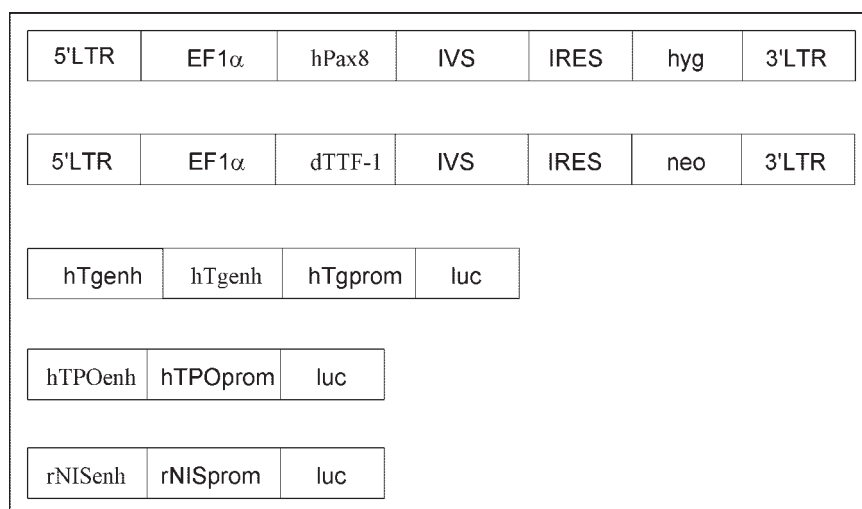 5'LTR EF1α hPax8 IVS IRES hyg 3'LTR
5'LTR EF1α dTTF-1 IVS IRES neo 3'LTR
hTgenh hTgenh hTgprom luc
hTPOenh hTPOprom luc
rNISenh rNISprom luc